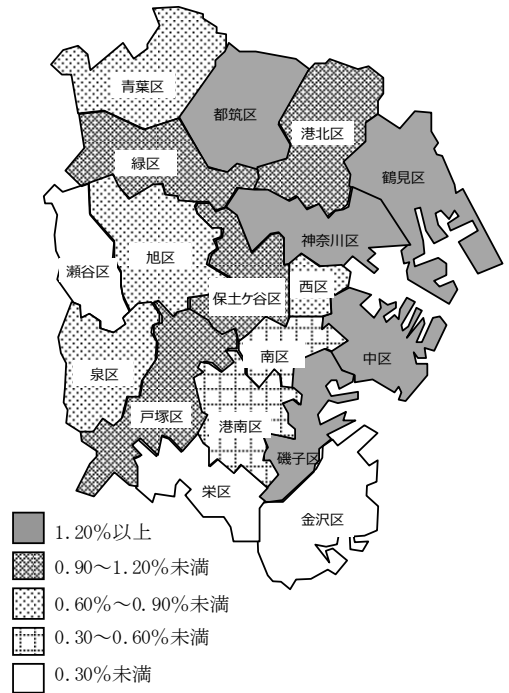 青葉区
都筑区
港北区
緑区
鶴見区
神奈川区
瀬谷区
旭区
保土ケ谷区
西区
南区
中区
泉区
戸塚区
港南区
磯子区
栄区
金沢区
1.20%以上
0.90～1.20%未満
0.60%～0.90%未満
0.30～0.60%未満
0.30%未満